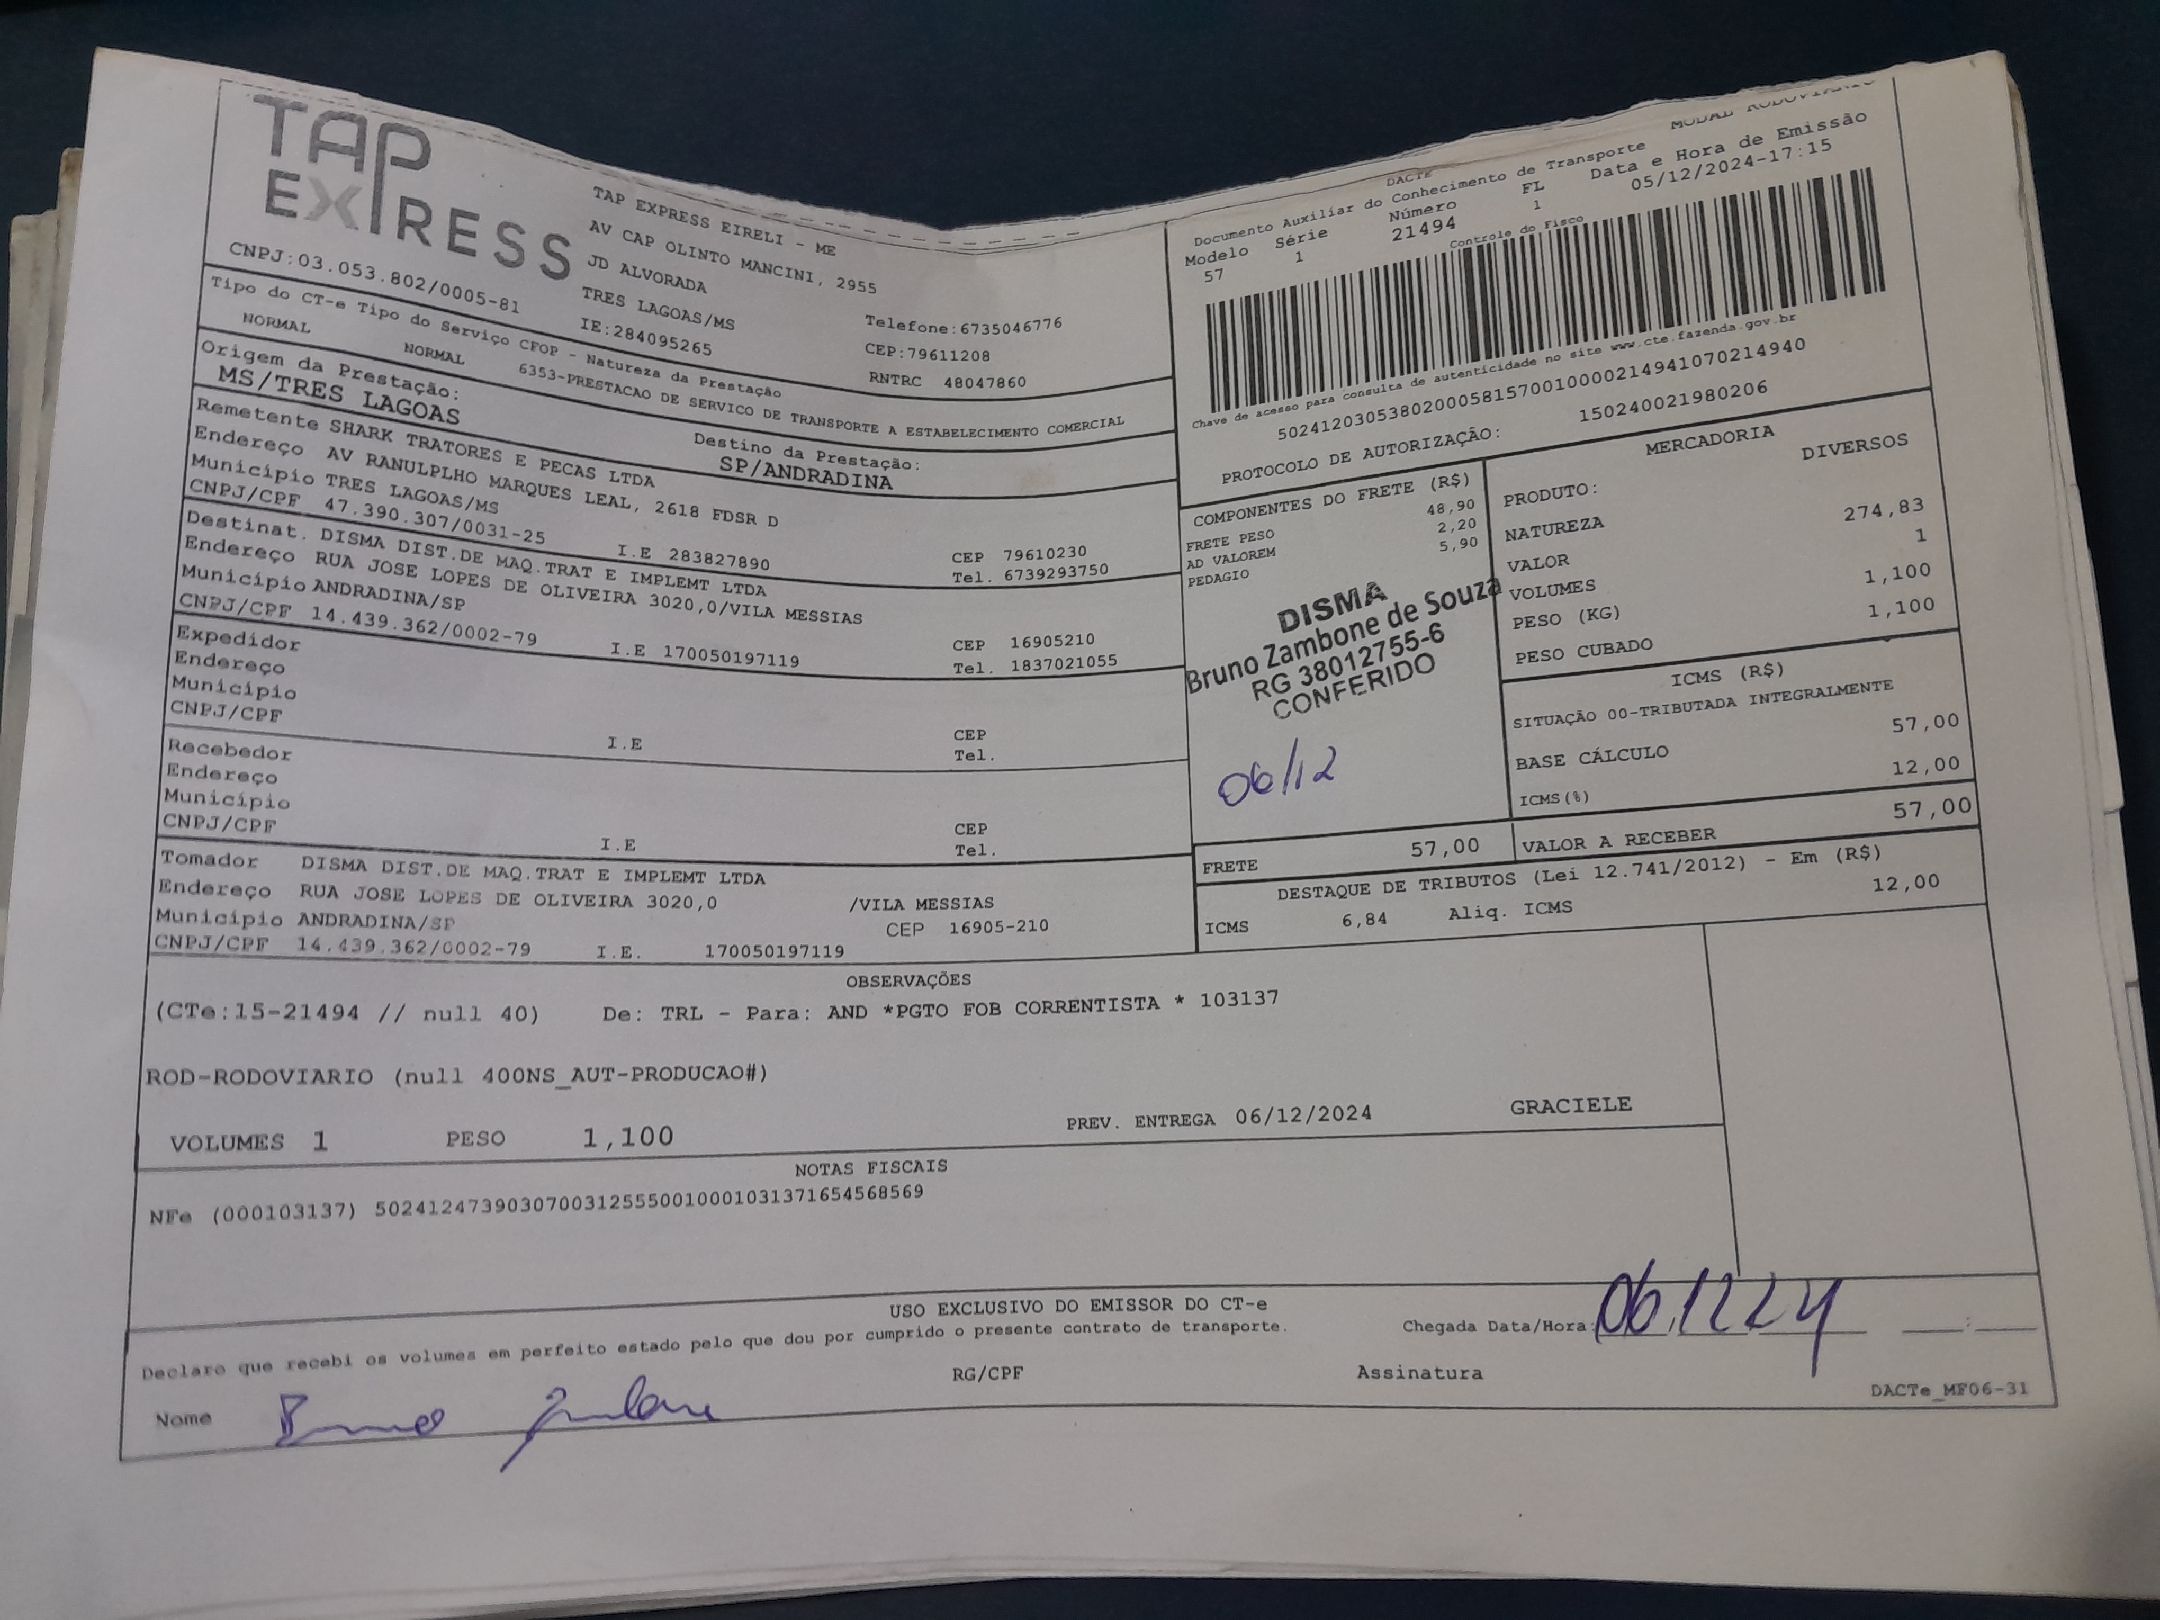 TAP
EXPRESS
TAP EXPRESS EIRELI - ME
AV CAP OLINTO MANCINI, 2955
JD ALVORADA
TRES LAGOAS/MS
IE:284095265
Telefone:6735046776
CEP:79611208
RNTRC 48047860
CNPJ:03.053.802/0005-81
Tipo do CT-e Tipo do Serviço CFOP - Natureza da Prestação
NORMAL NORMAL 6353-PRESTACAO DE SERVICO DE TRANSPORTE A ESTABELECIMENTO COMERCIAL
Origem da Prestação: Destino da Prestação:
MS/TRES LAGOAS SP/ANDRADINA
Remetente SHARK TRATORES E PECAS LTDA
Endereço AV RANULPLHO MARQUES LEAL, 2618 FDSR D
Município TRES LAGOAS/MS CEP 79610230
CNPJ/CPF 47.390.307/0031-25 I.E 283827890 Tel. 6739293750
Destinat. DISMA DIST.DE MAQ.TRAT E IMPLEMT LTDA
Endereço RUA JOSE LOPES DE OLIVEIRA 3020,0/VILA MESSIAS
Município ANDRADINA/SP CEP 16905210
CNPJ/CPF 14.439.362/0002-79 I.E 170050197119 Tel. 1837021055
Expedidor
Endereço
Município CEP
CNPJ/CPF I.E Tel.
Recebedor
Endereço
Município CEP
CNPJ/CPF I.E Tel.
Tomador DISMA DIST.DE MAQ.TRAT E IMPLEMT LTDA
Endereço RUA JOSE LOPES DE OLIVEIRA 3020,0 /VILA MESSIAS
Município ANDRADINA/SP CEP 16905-210
CNPJ/CPF 14.439.362/0002-79 I.E. 170050197119
MODAL RODOVIARIO
DACTE
Documento Auxiliar do Conhecimento de Transporte
Modelo Série Número FL Data e Hora de Emissão
57 1 21494 1 05/12/2024-17:15
Controle do Fisco
Chave de acesso para consulta de autenticidade no site www.cte.fazenda.gov.br
50241203053802000581570010000214941070214940
PROTOCOLO DE AUTORIZAÇÃO: 150240021980206
COMPONENTES DO FRETE (R$)
FRETE PESO 48,90
AD VALOREM 2,20
PEDAGIO 5,90
DISMA
Bruno Zambone de Souza
RG 38012755-6
CONFERIDO
06/12
MERCADORIA
PRODUTO: DIVERSOS
NATUREZA
VALOR 274,83
VOLUMES 1
PESO (KG) 1,100
PESO CUBADO 1,100
ICMS (R$)
SITUAÇÃO 00-TRIBUTADA INTEGRALMENTE
BASE CÁLCULO 57,00
ICMS(%) 12,00
FRETE 57,00 VALOR A RECEBER 57,00
DESTAQUE DE TRIBUTOS (Lei 12.741/2012) - Em (R$)
ICMS 6,84 Aliq. ICMS 12,00
OBSERVAÇÕES
(CTe:15-21494 // null 40) De: TRL - Para: AND *PGTO FOB CORRENTISTA * 103137
ROD-RODOVIARIO (null 400NS_AUT-PRODUCAO#)
VOLUMES 1 PESO 1,100 PREV. ENTREGA 06/12/2024 GRACIELE
NOTAS FISCAIS
NFe (000103137) 50241247390307003125550010001031371654568569
USO EXCLUSIVO DO EMISSOR DO CT-e
Declaro que recebi os volumes em perfeito estado pelo que dou por cumprido o presente contrato de transporte. Chegada Data/Hora: 06/12/24 :
Nome Bruno Zambone RG/CPF Assinatura
DACTe_MF06-31